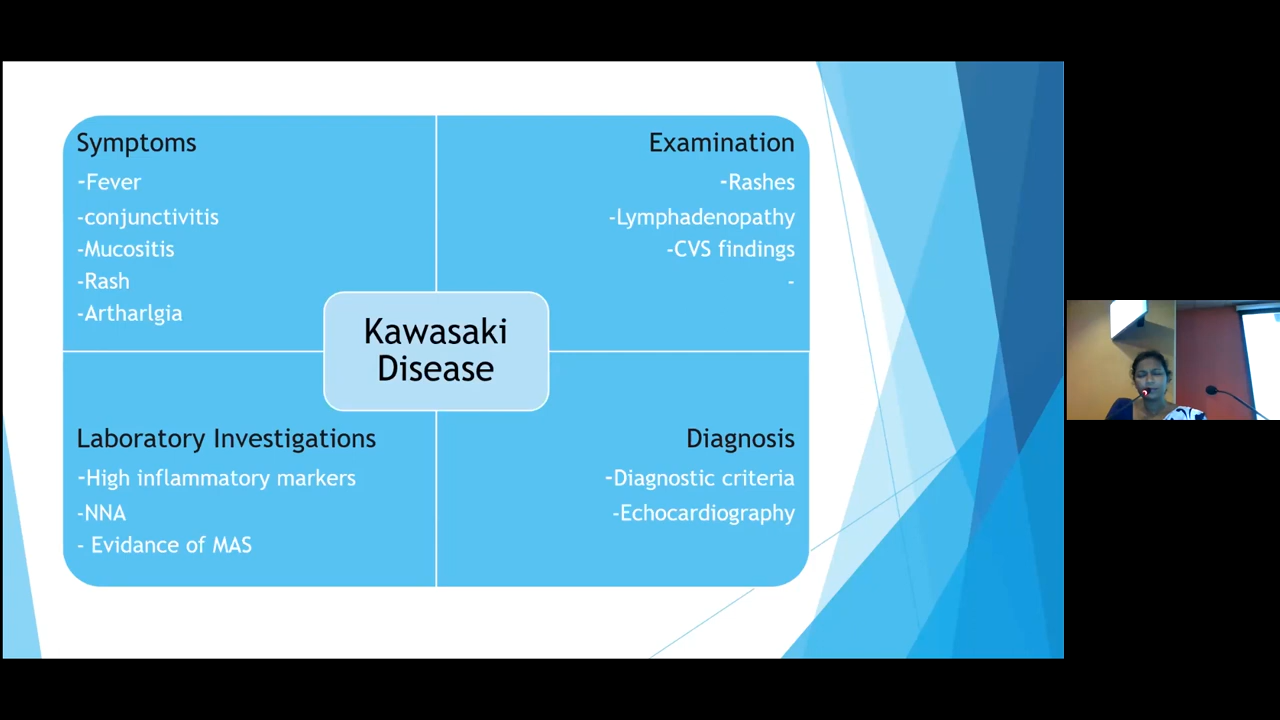 Symptoms
-Fever
-conjunctivitis
-Mucositis
-Rash
-Artharlgia
Examination
-Rashes
-Lymphadenopathy
-CVS findings
-
Kawasaki
Disease
Laboratory Investigations
-High inflammatory markers
-NNA
- Evidance of MAS
Diagnosis
-Diagnostic criteria
-Echocardiography